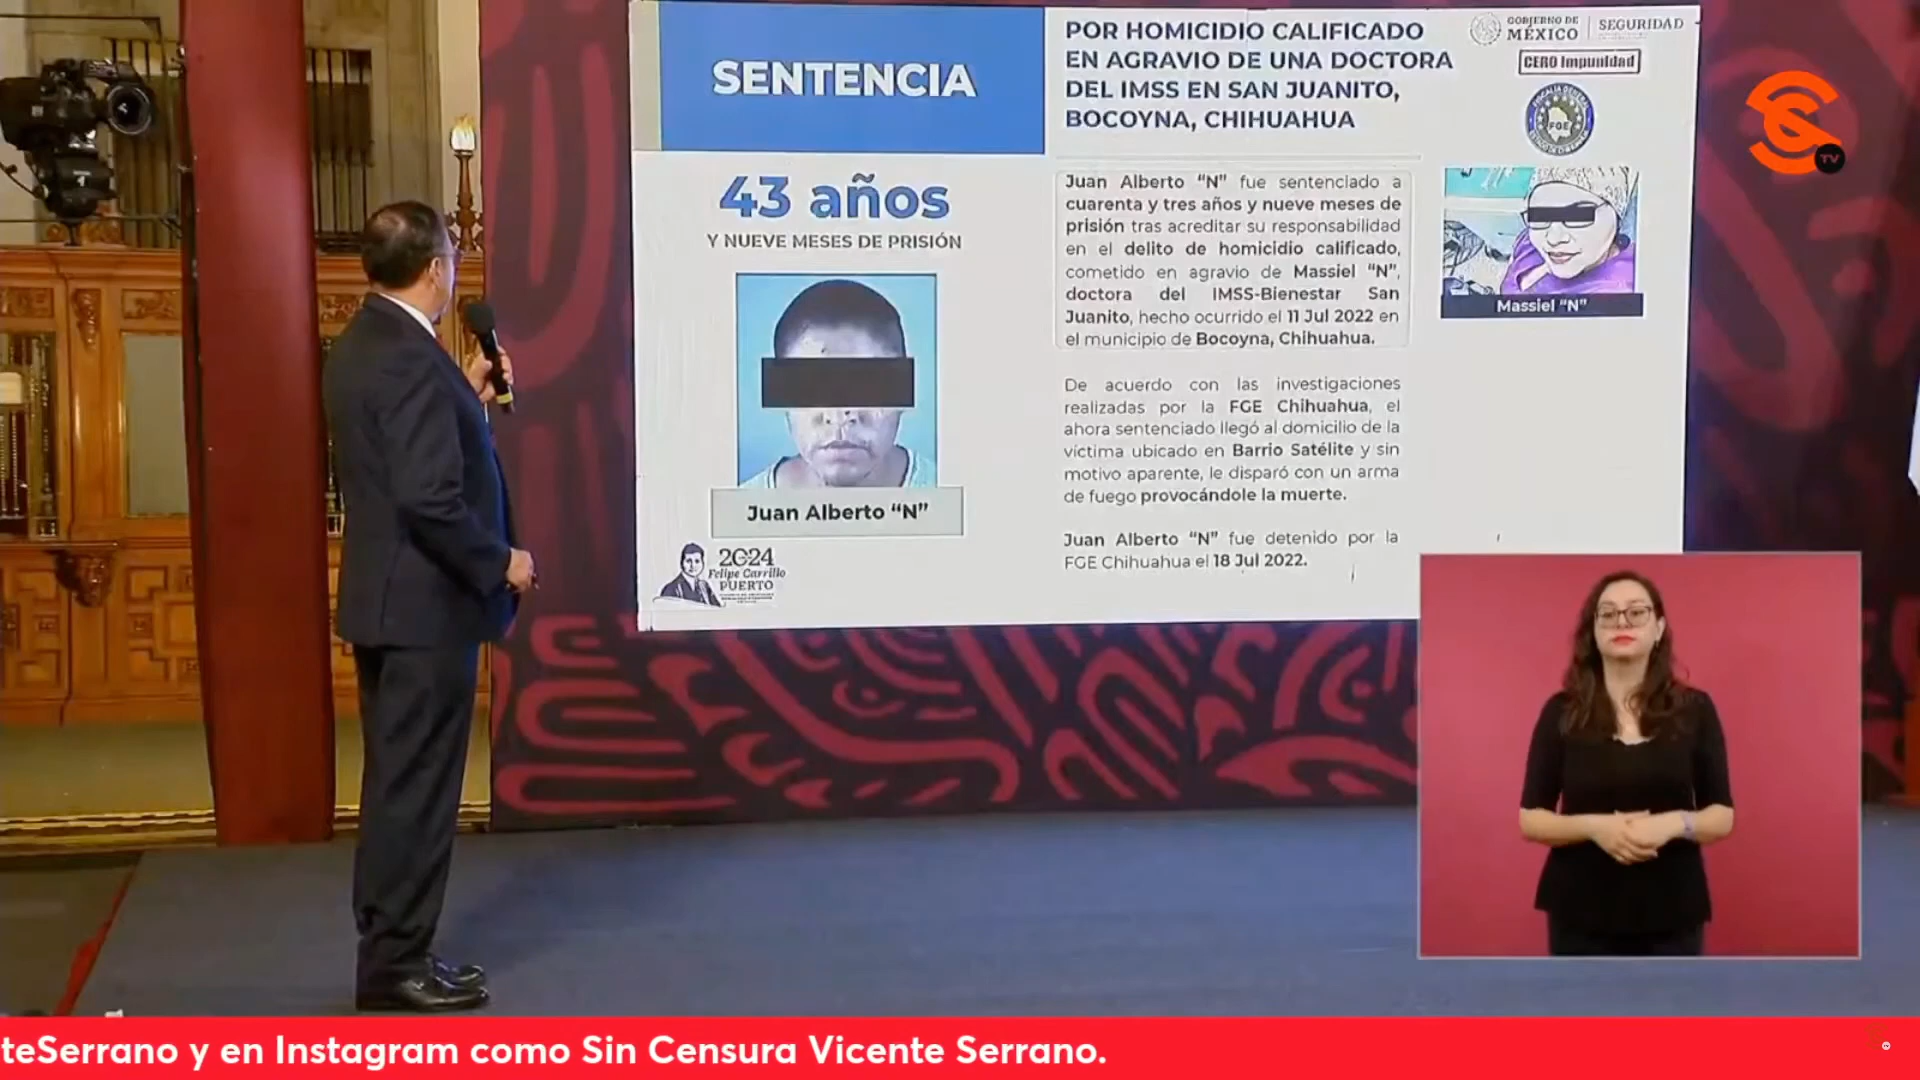 SENTENCIA
POR HOMICIDIO CALIFICADO
EN AGRAVIO DE UNA DOCTORA
DEL IMSS EN SAN JUANITO,
BOCOYNA, CHIHUAHUA
GOBIERNO DE
MÉXICO
SEGURIDAD
CERO Impunidad
FISCALÍA GENERAL
FGE
TV
43 años
Y NUEVE MESES DE PRISIÓN
Juan Alberto “N”
2024
Felipe Carrillo
PUERTO
Juan Alberto “N” fue sentenciado a
cuarenta y tres años y nueve meses de
prisión tras acreditar su responsabilidad
en el delito de homicidio calificado,
cometido en agravio de Massiel “N”,
doctora del IMSS-Bienestar San
Juanito, hecho ocurrido el 11 Jul 2022 en
el municipio de Bocoyna, Chihuahua.
De acuerdo con las investigaciones
realizadas por la FGE Chihuahua, el
ahora sentenciado llegó al domicilio de la
víctima ubicado en Barrio Satélite y sin
motivo aparente, le disparó con un arma
de fuego provocándole la muerte.
Juan Alberto “N” fue detenido por la
FGE Chihuahua el 18 Jul 2022.
Massiel “N”
1
teSerrano y en Instagram como Sin Censura Vicente Serrano.